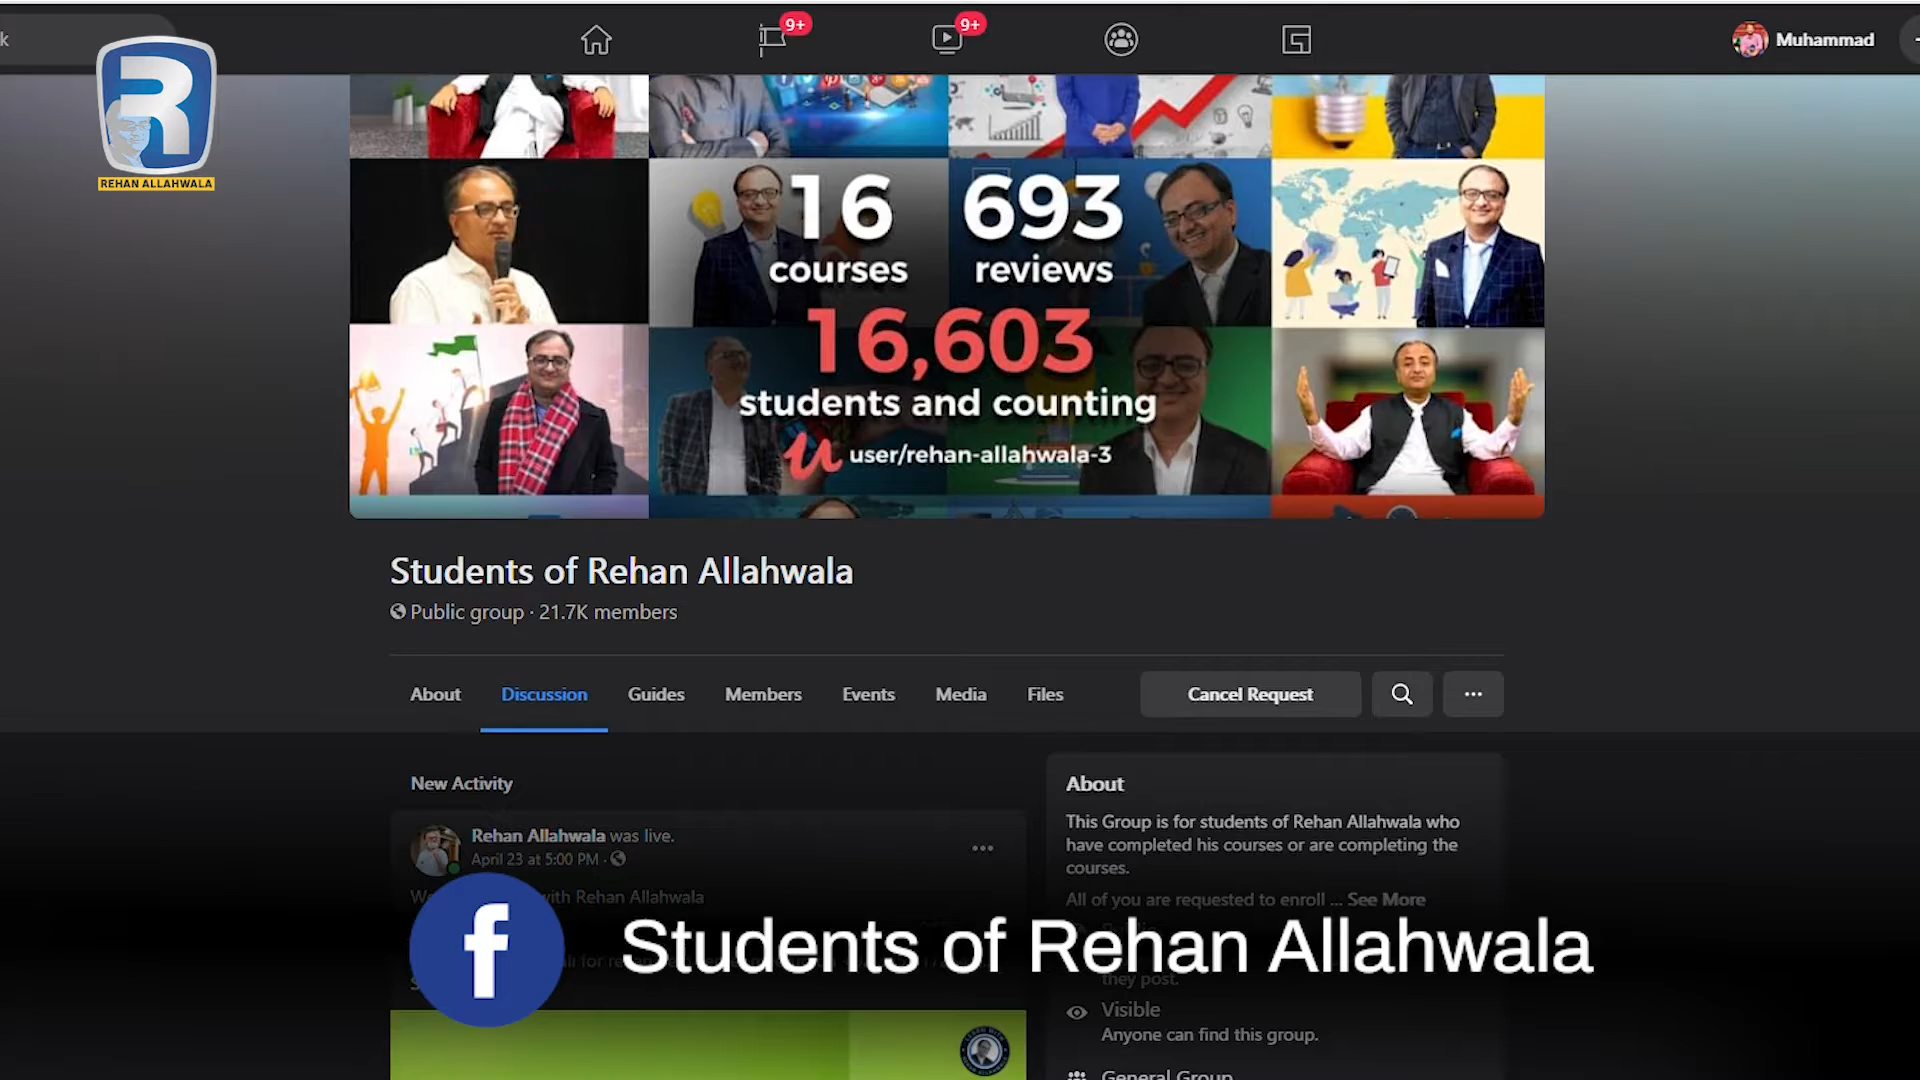 k
9+
9+
Muhammad
R
REHAN ALLAHWALA
16
courses
693
reviews
16,603
students and counting
user/rehan-allahwala-3
Students of Rehan Allahwala
Public group · 21.7K members
About
Discussion
Guides
Members
Events
Media
Files
Cancel Request
New Activity
Rehan Allahwala was live.
April 23 at 5:00 PM ·
with Rehan Allahwala
About
This Group is for students of Rehan Allahwala who
have completed his courses or are completing the
courses.
All of you are requested to enroll ... See More
they post.
Visible
Anyone can find this group.
General Group
f
Students of Rehan Allahwala